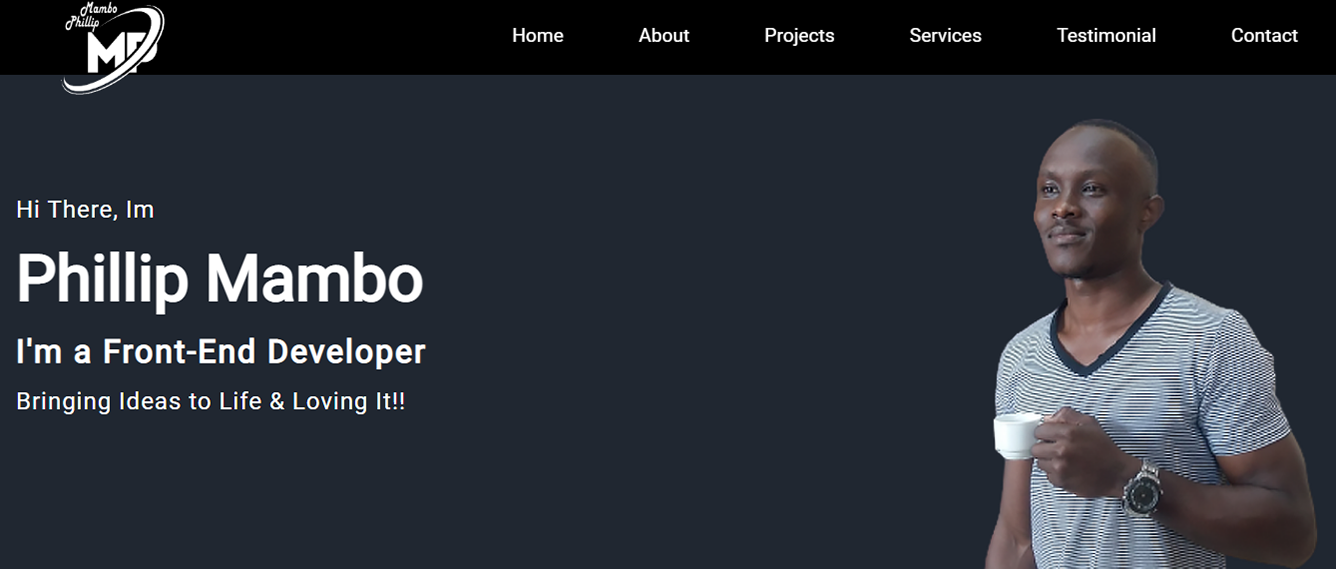 Mambo
Phillip
MP
Home About Projects Services Testimonial Contact
Hi There, Im
Phillip Mambo
I'm a Front-End Developer
Bringing Ideas to Life & Loving It!!